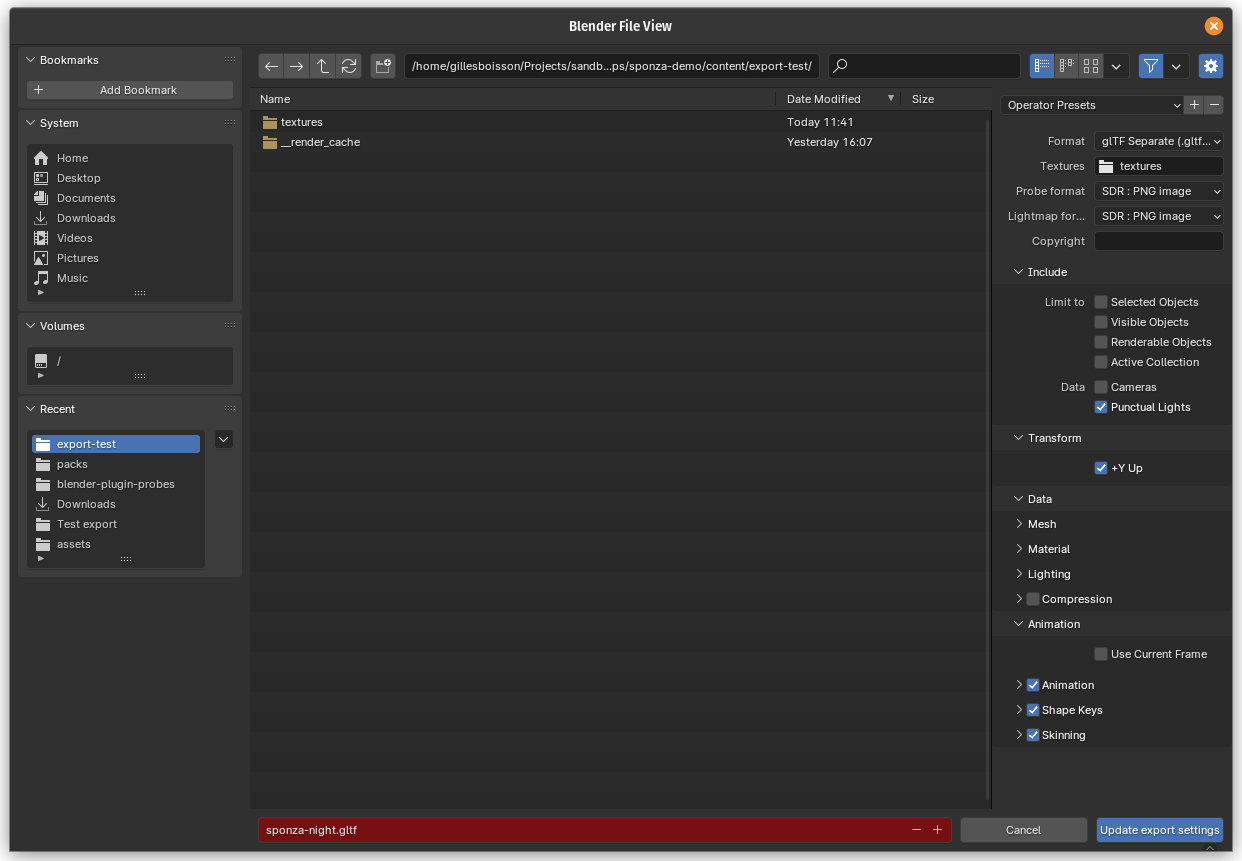 Blender File View
Bookmarks
Add Bookmark
System
Home
Desktop
Documents
Downloads
Videos
Pictures
Music
Volumes
/
Recent
export-test
packs
blender-plugin-probes
Downloads
Test export
assets
/home/gillesboisson/Projects/sandb...ps/sponza-demo/content/export-test/
Name Date Modified Size
textures Today 11:41
__render_cache Yesterday 16:07
sponza-night.gltf
Cancel
Update export settings
Operator Presets
Format glTF Separate (.gltf...
Textures textures
Probe format SDR : PNG image
Lightmap for... SDR : PNG image
Copyright
Include
Limit to Selected Objects
Visible Objects
Renderable Objects
Active Collection
Data Cameras
Punctual Lights
Transform
+Y Up
Data
Mesh
Material
Lighting
Compression
Animation
Use Current Frame
Animation
Shape Keys
Skinning